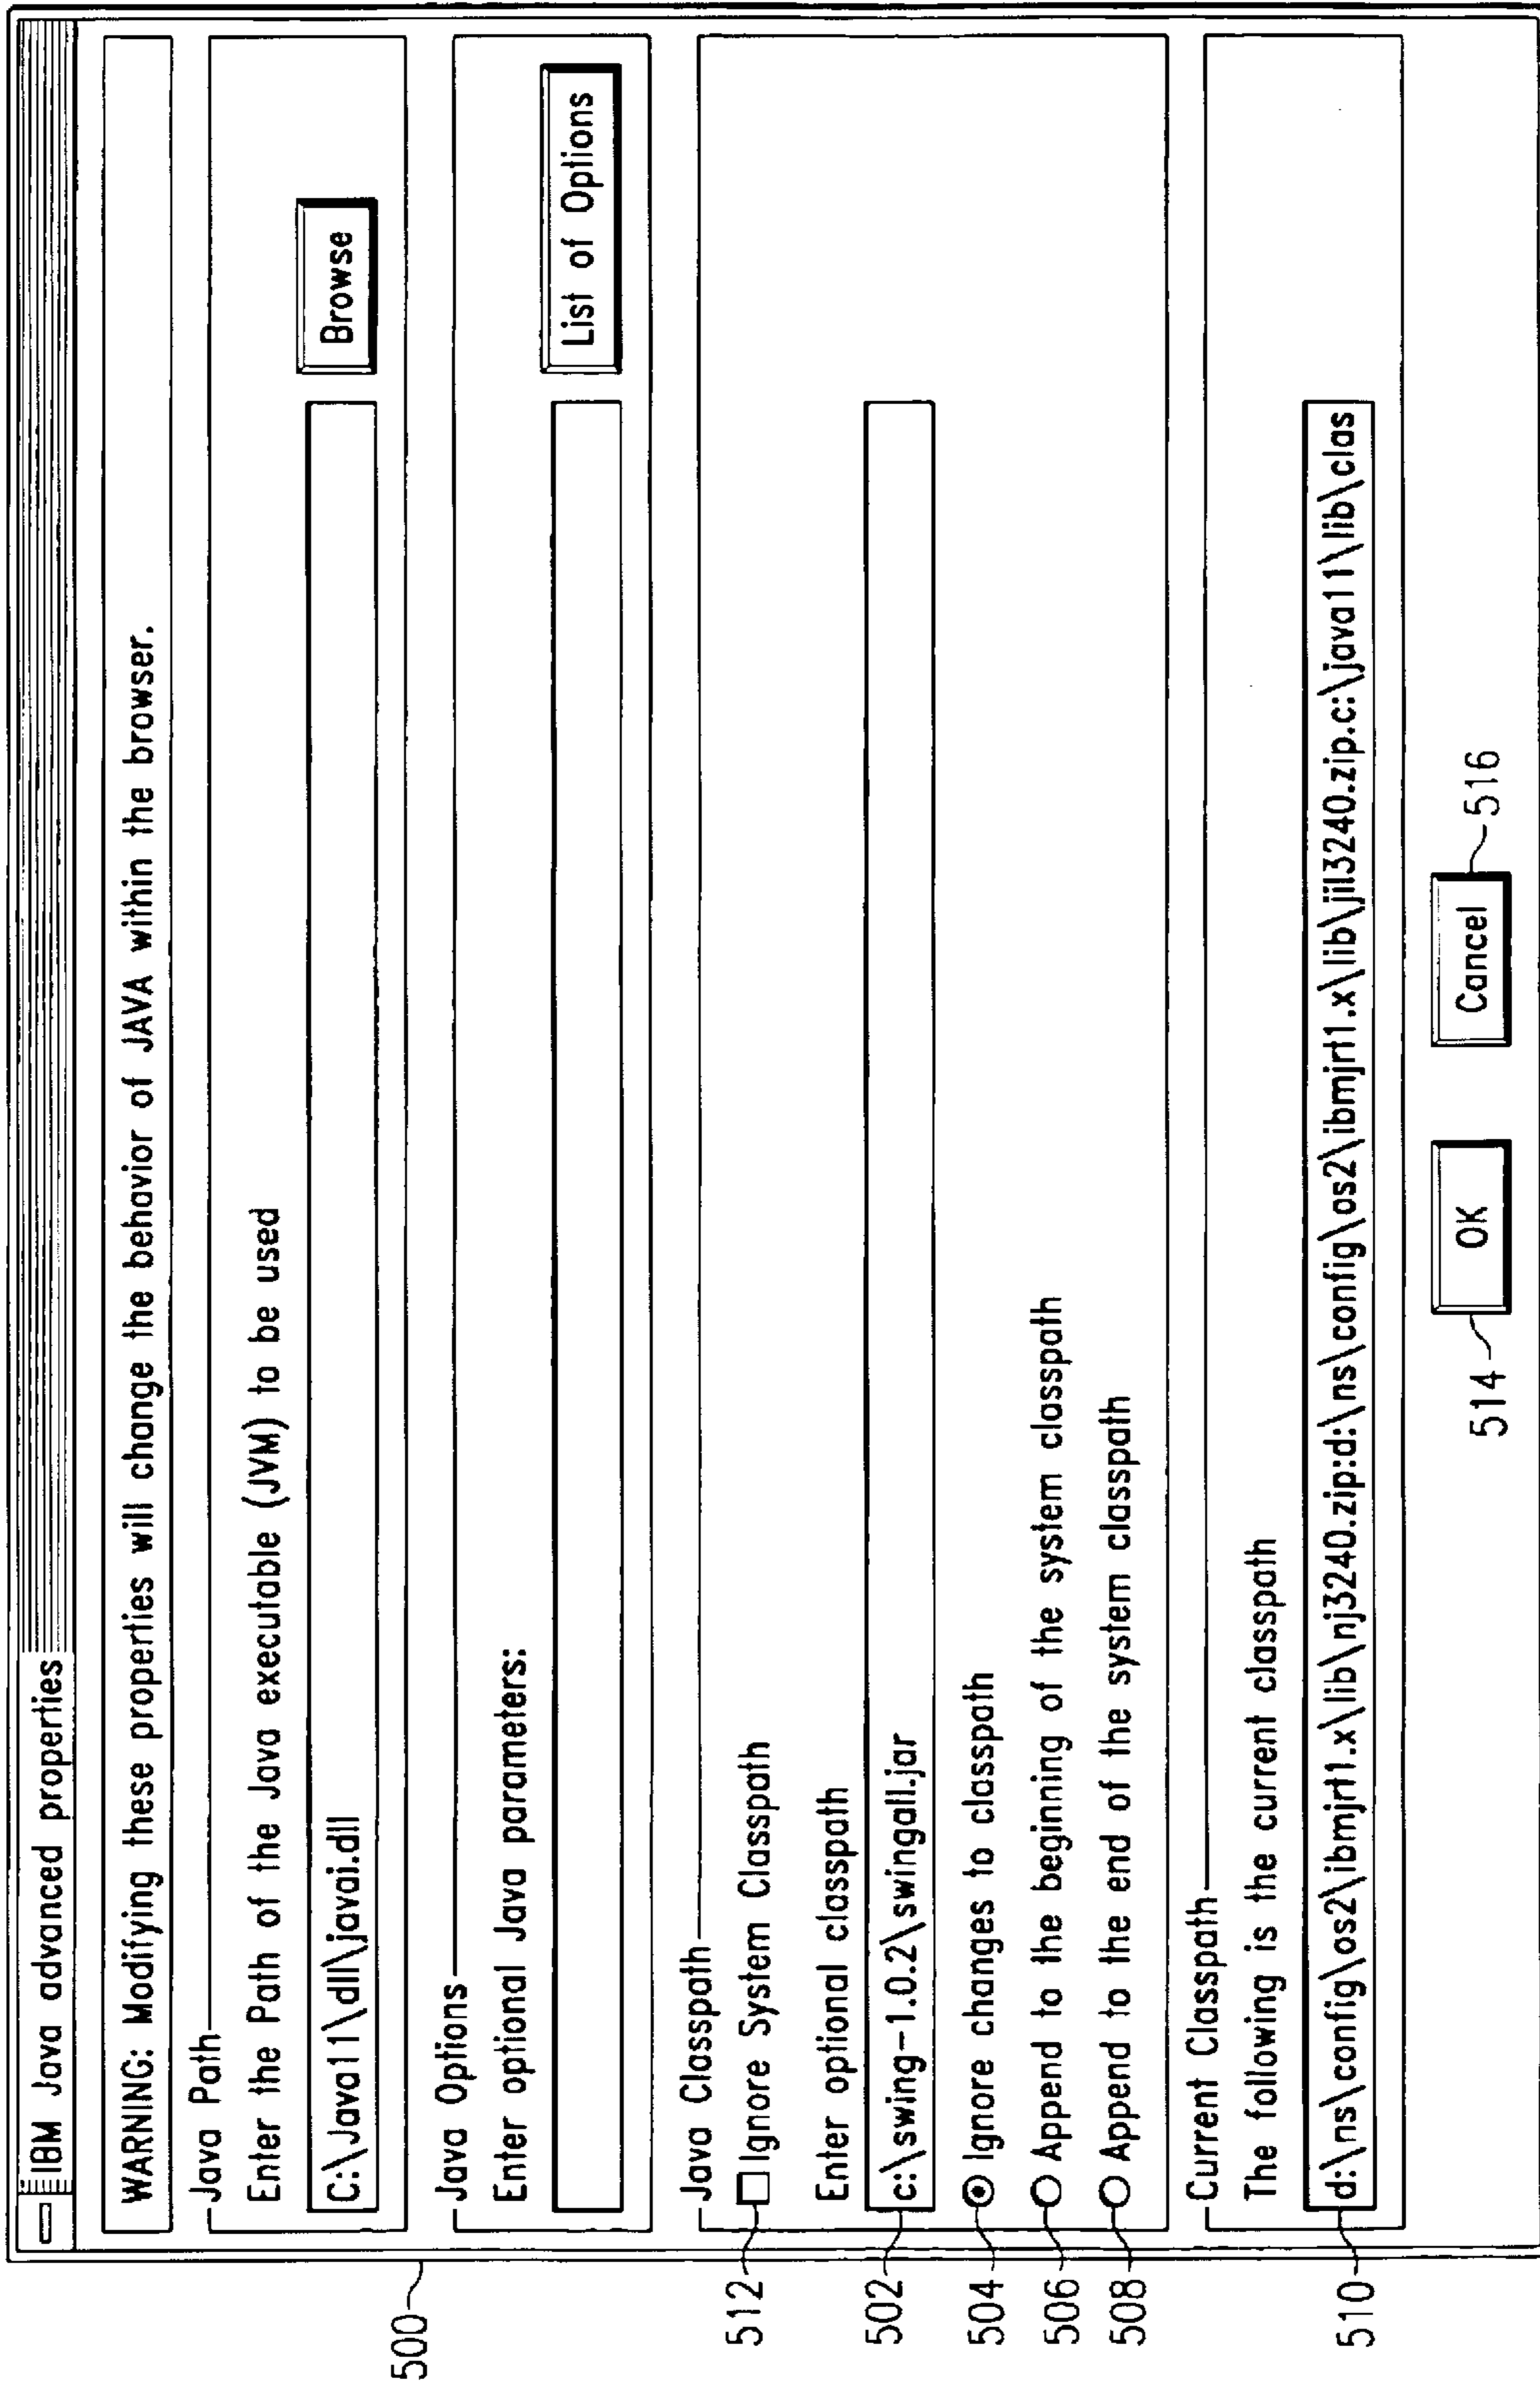 IBM Java advanced properties
WARNING: Modifying these properties will change the behavior of JAVA within the browser.
Java Path
Enter the Path of the Java executable (JVM) to be used
C:\Java11\dll\javai.dll
Browse
500
Java Options
Enter optional Java parameters:
List of Options
Java Classpath
512
Ignore System Classpath
Enter optional classpath
502
c:\swing-1.0.2\swingall.jar
504
Ignore changes to classpath
506
Append to the beginning of the system classpath
508
Append to the end of the system classpath
Current Classpath
The following is the current classpath
510
d:\ns\config\os2\ibmjrt1.x\lib\nj3240.zip:d:\ns\config\os2\ibmjrt1.x\lib\jil3240.zip.c:\java11\lib\clas
514
OK
Cancel
516